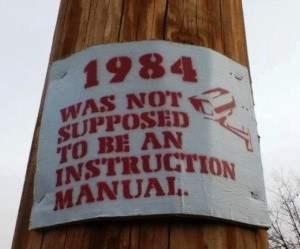 1984
WAS NOT
SUPPOSED
TO BE AN
INSTRUCTION
MANUAL.